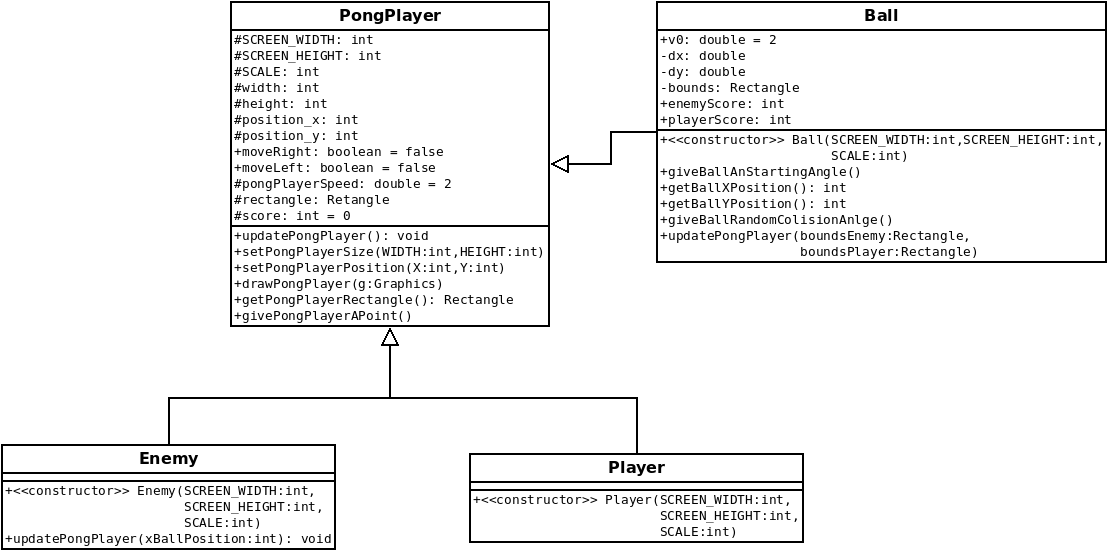 PongPlayer
#SCREEN_WIDTH: int
#SCREEN_HEIGHT: int
#SCALE: int
#width: int
#height: int
#position_x: int
#position_y: int
+moveRight: boolean = false
+moveLeft: boolean = false
#pongPlayerSpeed: double = 2
#rectangle: Retangle
#score: int = 0
+updatePongPlayer(): void
+setPongPlayerSize(WIDTH:int,HEIGHT:int)
+setPongPlayerPosition(X:int,Y:int)
+drawPongPlayer(g:Graphics)
+getPongPlayerRectangle(): Rectangle
+givePongPlayerAPoint()
Ball
+v0: double = 2
-dx: double
-dy: double
-bounds: Rectangle
+enemyScore: int
+playerScore: int
+<<constructor>> Ball(SCREEN_WIDTH:int,SCREEN_HEIGHT:int,
SCALE:int)
+giveBallAnStartingAngle()
+getBallXPosition(): int
+getBallYPosition(): int
+giveBallRandomColisionAnlge()
+updatePongPlayer(boundsEnemy:Rectangle,
boundsPlayer:Rectangle)
Enemy
+<<constructor>> Enemy(SCREEN_WIDTH:int,
SCREEN_HEIGHT:int,
SCALE:int)
+updatePongPlayer(xBallPosition:int): void
Player
+<<constructor>> Player(SCREEN_WIDTH:int,
SCREEN_HEIGHT:int,
SCALE:int)